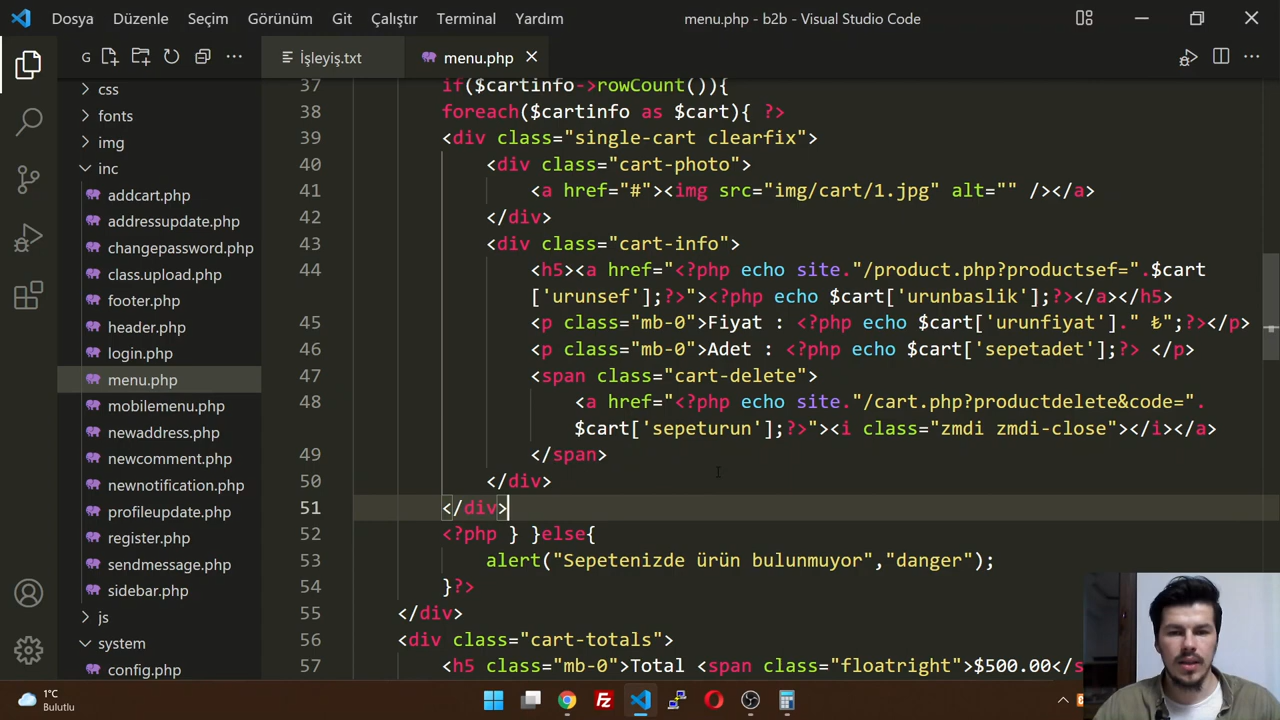 Dosya Düzenle Seçim Görünüm Git Çalıştır Terminal Yardım menu.php - b2b - Visual Studio Code
G ··· İşleyiş.txt menu.php
css
fonts
img
inc
addcart.php
addressupdate.php
changepassword.php
class.upload.php
footer.php
header.php
login.php
menu.php
mobilemenu.php
newaddress.php
newcomment.php
newnotification.php
profileupdate.php
register.php
sendmessage.php
sidebar.php
js
system
config.php
37 if($cartinfo->rowCount()){
38 foreach($cartinfo as $cart){ ?>
39 <div class="single-cart clearfix">
40 <div class="cart-photo">
41 <a href="#"><img src="img/cart/1.jpg" alt="" /></a>
42 </div>
43 <div class="cart-info">
44 <h5><a href="<?php echo site."/product.php?productsef=".$cart
['urunsef'];?>"><?php echo $cart['urunbaslik'];?></a></h5>
45 <p class="mb-0">Fiyat : <?php echo $cart['urunfiyat']." ₺";?></p>
46 <p class="mb-0">Adet : <?php echo $cart['sepetadet'];?> </p>
47 <span class="cart-delete">
48 <a href="<?php echo site."/cart.php?productdelete&code=".
$cart['sepeturun'];?>"><i class="zmdi zmdi-close"></i></a>
49 </span>
50 </div>
51 </div>
52 <?php } }else{
53 alert("Sepetenizde ürün bulunmuyor","danger");
54 }?>
55 </div>
56 <div class="cart-totals">
57 <h5 class="mb-0">Total <span class="floatright">$500.00</s
1°C
Bulutlu